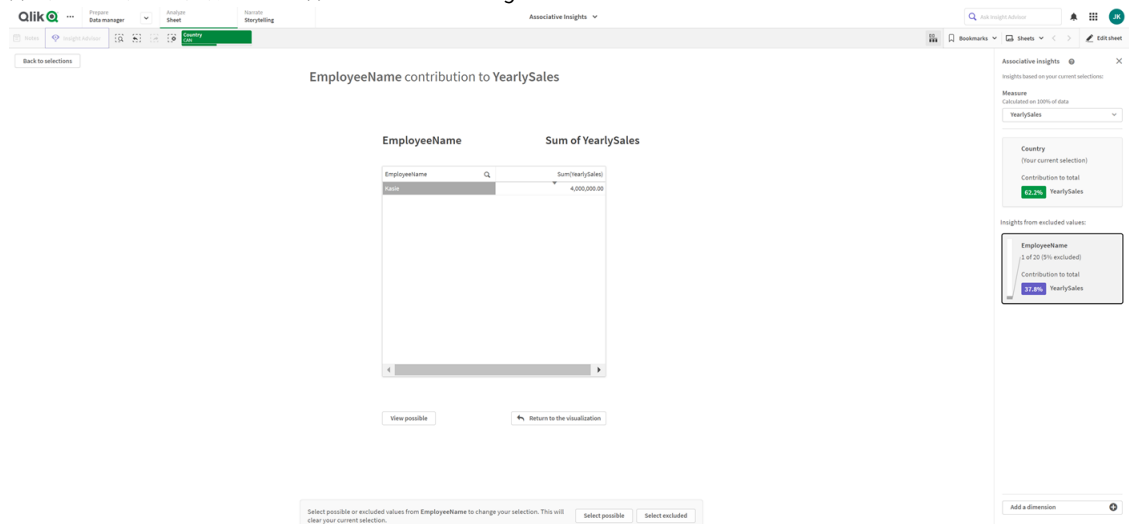 Qlik
Prepare
Data manager
Analyze
Sheet
Narrate
Storytelling
Associative Insights
Ask Insight Advisor
JK
Notes
Insight Advisor
Country
CAN
Bookmarks
Sheets
Edit sheet
Back to selections
EmployeeName contribution to YearlySales
EmployeeName
Sum of YearlySales
EmployeeName
Sum(YearlySales)
Kasie
4,000,000.00
View possible
Return to the visualization
Select possible or excluded values from EmployeeName to change your selection. This will
clear your current selection.
Select possible
Select excluded
Associative insights
Insights based on your current selections:
Measure
Calculated on 100% of data
YearlySales
Country
(Your current selection)
Contribution to total
62.2% YearlySales
Insights from excluded values:
EmployeeName
1 of 20 (5% excluded)
Contribution to total
37.8% YearlySales
Add a dimension